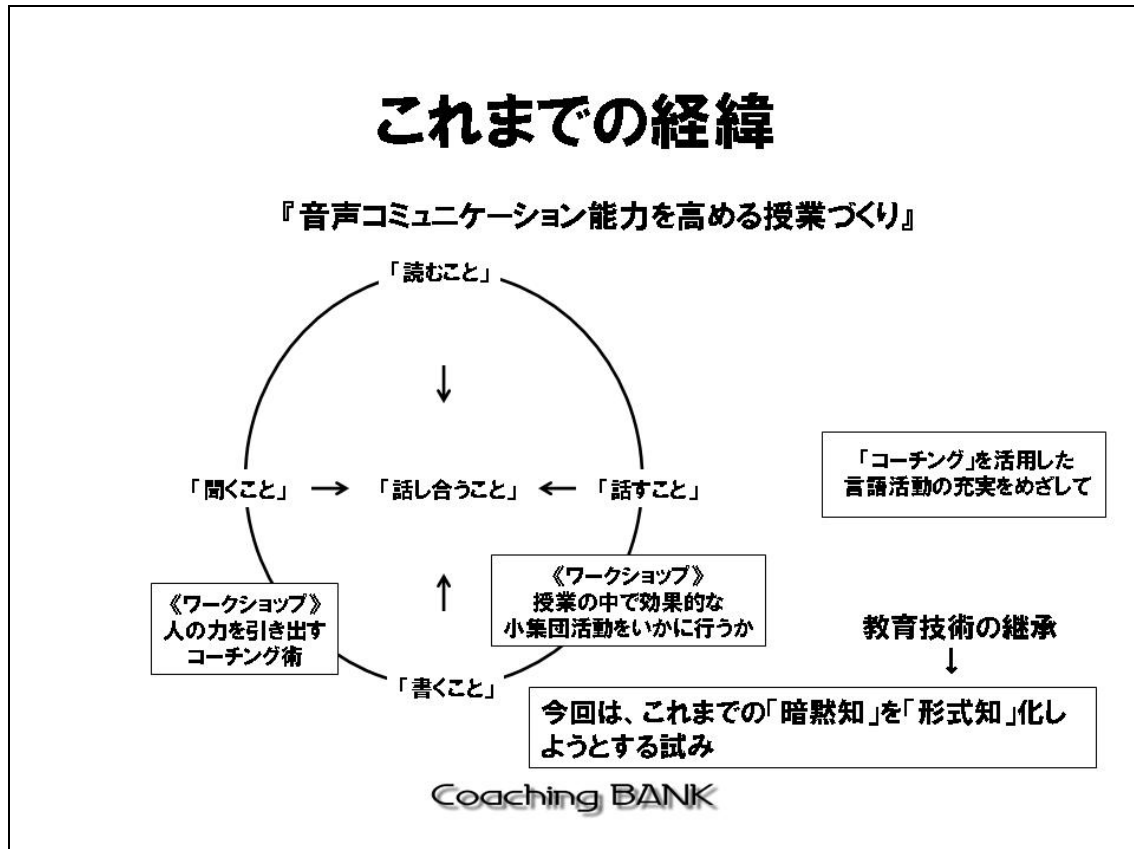 これまでの経緯
『音声コミュニケーション能力を高める授業づくり』
「読むこと」
「聞くこと」
「話し合うこと」
「話すこと」
「コーチング」を活用した
言語活動の充実をめざして
《ワークショップ》
人の力を引き出す
コーチング術
《ワークショップ》
授業の中で効果的な
小集団活動をいかに行うか
「書くこと」
教育技術の継承
今回は、これまでの「暗黙知」を「形式知」化し
ようとする試み
Coaching BANK